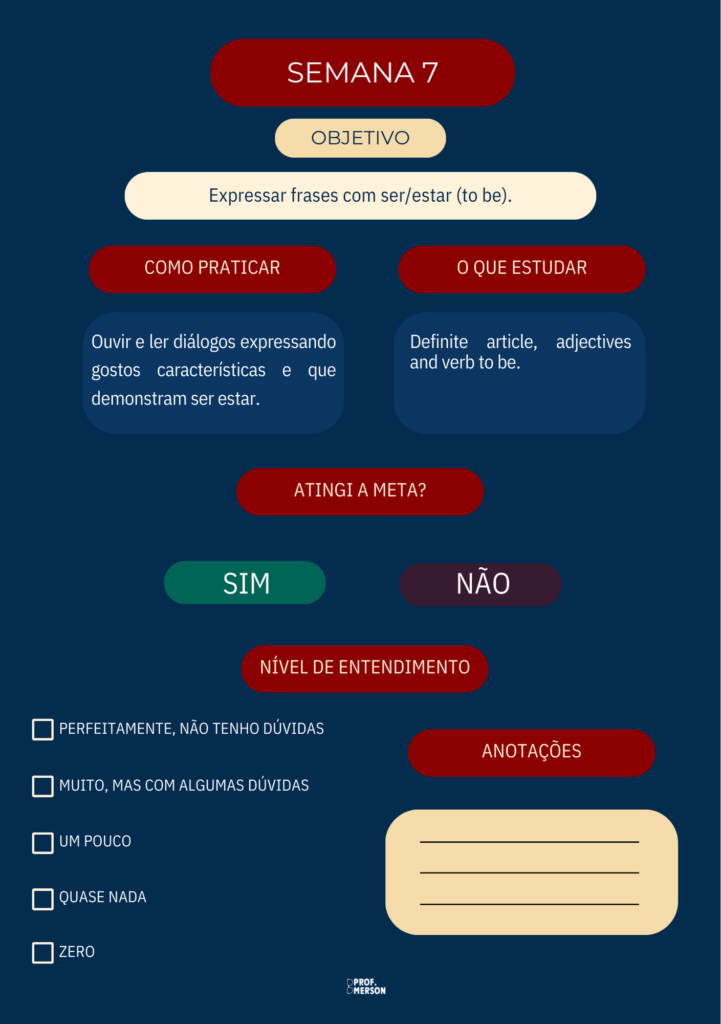 SEMANA 7
OBJETIVO
Expressar frases com ser/estar (to be).
COMO PRATICAR
Ouvir e ler diálogos expressando
gostos características e que
demonstram ser estar.
O QUE ESTUDAR
Definite article, adjectives
and verb to be.
ATINGI A META?
SIM
NÃO
NÍVEL DE ENTENDIMENTO
PERFEITAMENTE, NÃO TENHO DÚVIDAS
MUITO, MAS COM ALGUMAS DÚVIDAS
UM POUCO
QUASE NADA
ZERO
ANOTAÇÕES
PROF.
MERSON